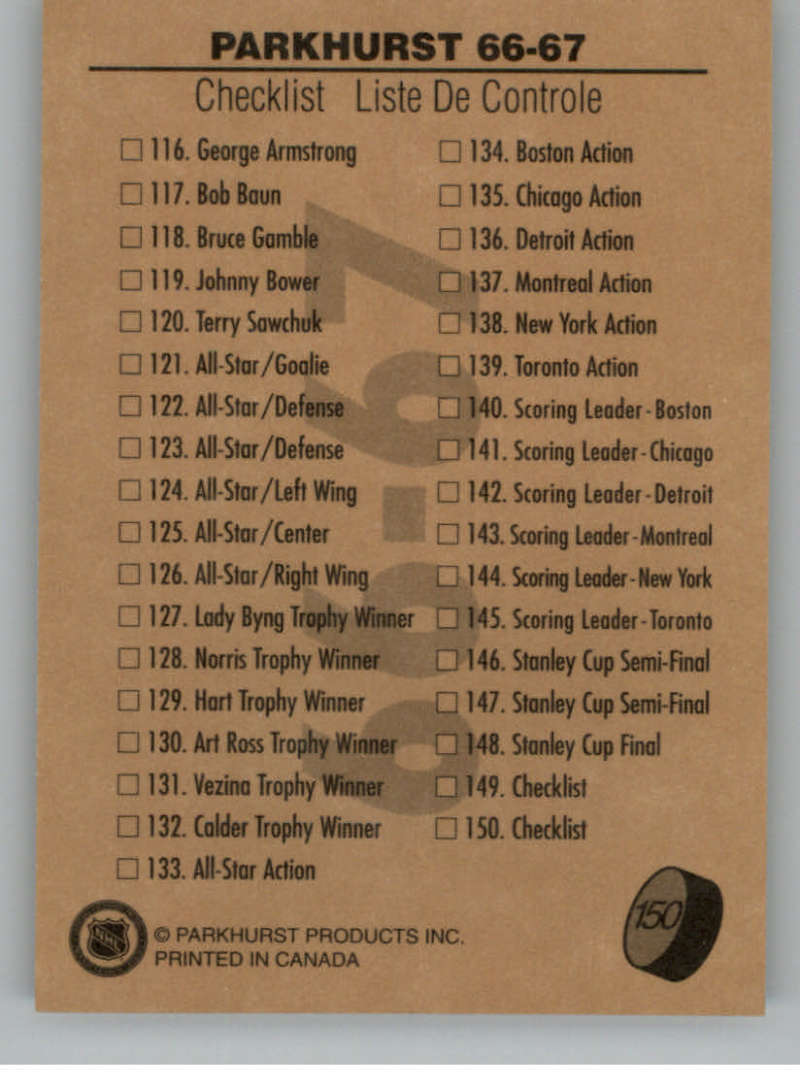 PARKHURST 66-67
Checklist Liste De Controle
116. George Armstrong
117. Bob Baun
118. Bruce Gamble
119. Johnny Bower
120. Terry Sawchuk
121. All-Star/Goalie
122. All-Star/Defense
123. All-Star/Defense
124. All-Star/Left Wing
125. All-Star/Center
126. All-Star/Right Wing
127. Lady Byng Trophy Winner
128. Norris Trophy Winner
129. Hart Trophy Winner
130. Art Ross Trophy Winner
131. Vezina Trophy Winner
132. Calder Trophy Winner
133. All-Star Action
134. Boston Action
135. Chicago Action
136. Detroit Action
137. Montreal Action
138. New York Action
139. Toronto Action
140. Scoring Leader-Boston
141. Scoring Leader-Chicago
142. Scoring Leader-Detroit
143. Scoring Leader-Montreal
144. Scoring Leader-New York
145. Scoring Leader-Toronto
146. Stanley Cup Semi-Final
147. Stanley Cup Semi-Final
148. Stanley Cup Final
149. Checklist
150. Checklist
66-67
NHL
© PARKHURST PRODUCTS INC.
PRINTED IN CANADA
150